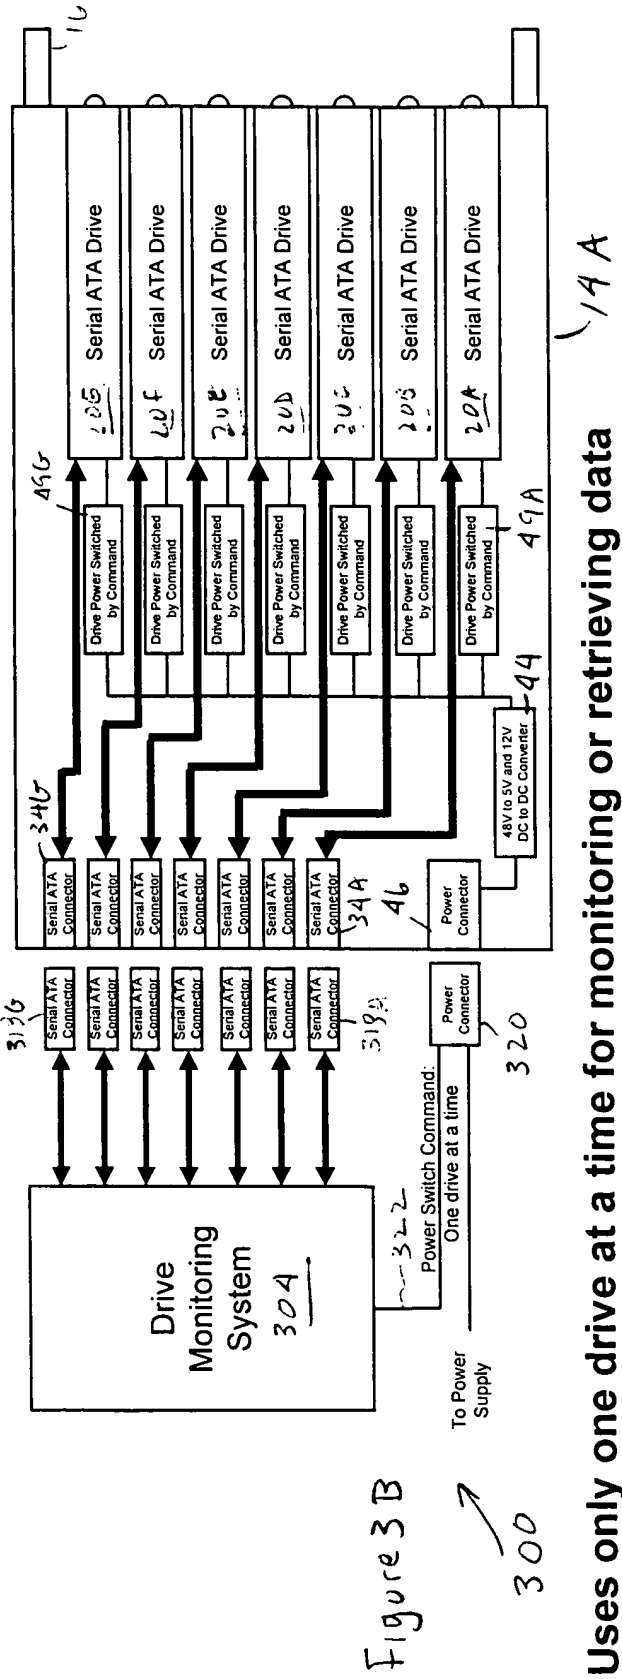 16
Serial ATA Drive
20G
Serial ATA Drive
20F
Serial ATA Drive
20E
Serial ATA Drive
20D
Serial ATA Drive
20C
Serial ATA Drive
20B
Serial ATA Drive
20A
14A
49G
Drive Power Switched
by Command
Drive Power Switched
by Command
Drive Power Switched
by Command
Drive Power Switched
by Command
Drive Power Switched
by Command
Drive Power Switched
by Command
Drive Power Switched
by Command
49A
44
48V to 5V and 12V
DC to DC Converter
34G
Serial ATA
Connector
Serial ATA
Connector
Serial ATA
Connector
Serial ATA
Connector
Serial ATA
Connector
Serial ATA
Connector
Serial ATA
Connector
34A
46
Power
Connector
318G
Serial ATA
Connector
Serial ATA
Connector
Serial ATA
Connector
Serial ATA
Connector
Serial ATA
Connector
Serial ATA
Connector
Serial ATA
Connector
318A
Power
Connector
320
Drive
Monitoring
System
304
322
Power Switch Command:
One drive at a time
To Power
Supply
Figure 3B
300
Uses only one drive at a time for monitoring or retrieving data